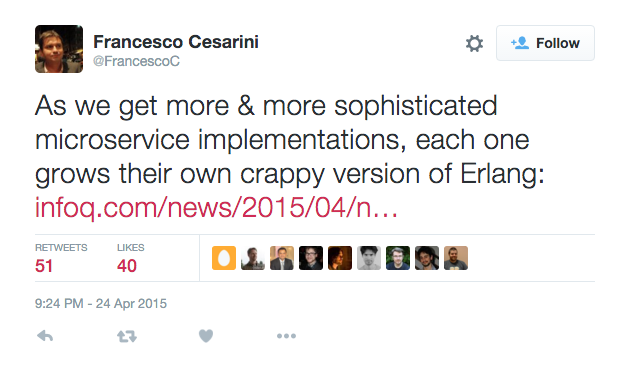 Francesco Cesarini
@FrancescoC
Follow
As we get more & more sophisticated
microservice implementations, each one
grows their own crappy version of Erlang:
infoq.com/news/2015/04/n…
RETWEETS
51
LIKES
40
9:24 PM - 24 Apr 2015